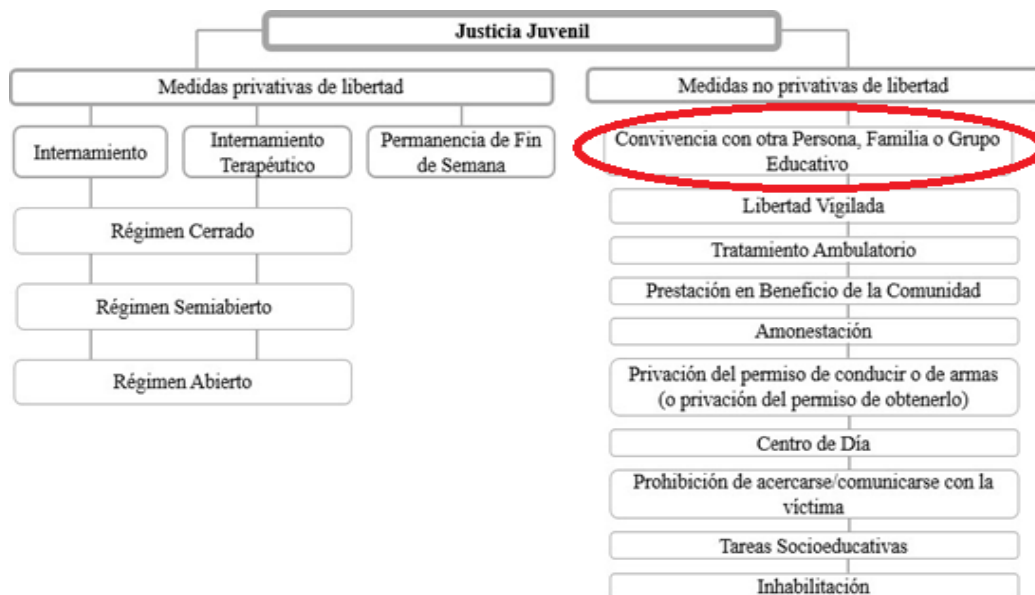 Justicia Juvenil
Medidas privativas de libertad
Internamiento
Internamiento
Terapéutico
Permanencia de Fin
de Semana
Régimen Cerrado
Régimen Semiabierto
Régimen Abierto
Medidas no privativas de libertad
Convivencia con otra Persona, Familia o Grupo
Educativo
Libertad Vigilada
Tratamiento Ambulatorio
Prestación en Beneficio de la Comunidad
Amonestación
Privación del permiso de conducir o de armas
(o privación del permiso de obtenerlo)
Centro de Día
Prohibición de acercarse/comunicarse con la
víctima
Tareas Socioeducativas
Inhabilitación